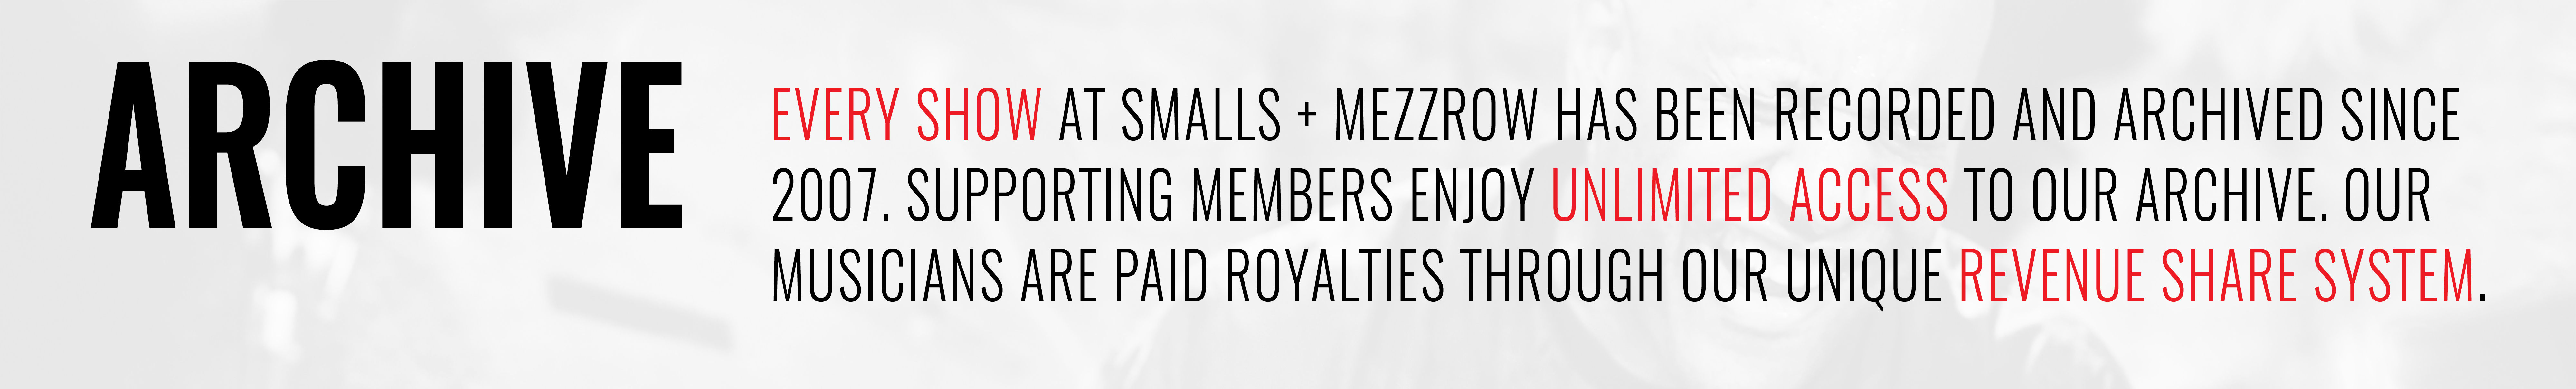 ARCHIVE
EVERY SHOW AT SMALLS + MEZZROW HAS BEEN RECORDED AND ARCHIVED SINCE
2007. SUPPORTING MEMBERS ENJOY UNLIMITED ACCESS TO OUR ARCHIVE. OUR
MUSICIANS ARE PAID ROYALTIES THROUGH OUR UNIQUE REVENUE SHARE SYSTEM.